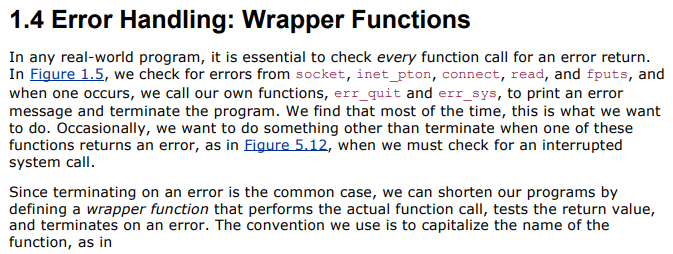 1.4 Error Handling: Wrapper Functions
In any real-world program, it is essential to check every function call for an error return.
In Figure 1.5, we check for errors from socket, inet_pton, connect, read, and fputs, and
when one occurs, we call our own functions, err_quit and err_sys, to print an error
message and terminate the program. We find that most of the time, this is what we want
to do. Occasionally, we want to do something other than terminate when one of these
functions returns an error, as in Figure 5.12, when we must check for an interrupted
system call.
Since terminating on an error is the common case, we can shorten our programs by
defining a wrapper function that performs the actual function call, tests the return value,
and terminates on an error. The convention we use is to capitalize the name of the
function, as in